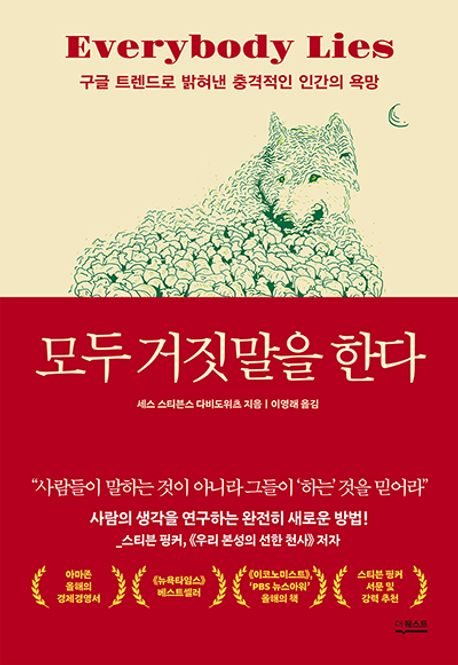 Everybody Lies
구글 트렌드로 밝혀낸 충격적인 인간의 욕망
모두 거짓말을 한다
세스 스티븐스 다비도위츠 지음 | 이영래 옮김
“사람들이 말하는 것이 아니라 그들이 ‘하는’ 것을 믿어라”
사람의 생각을 연구하는 완전히 새로운 방법!
_스티븐 핑커, 《우리 본성의 선한 천사》 저자
아마존
올해의
경제경영서
《뉴욕타임스》
베스트셀러
《이코노미스트》,
‘PBS 뉴스아워’
올해의 책
스티븐 핑커
서문 및
강력 추천
더 퀘스트